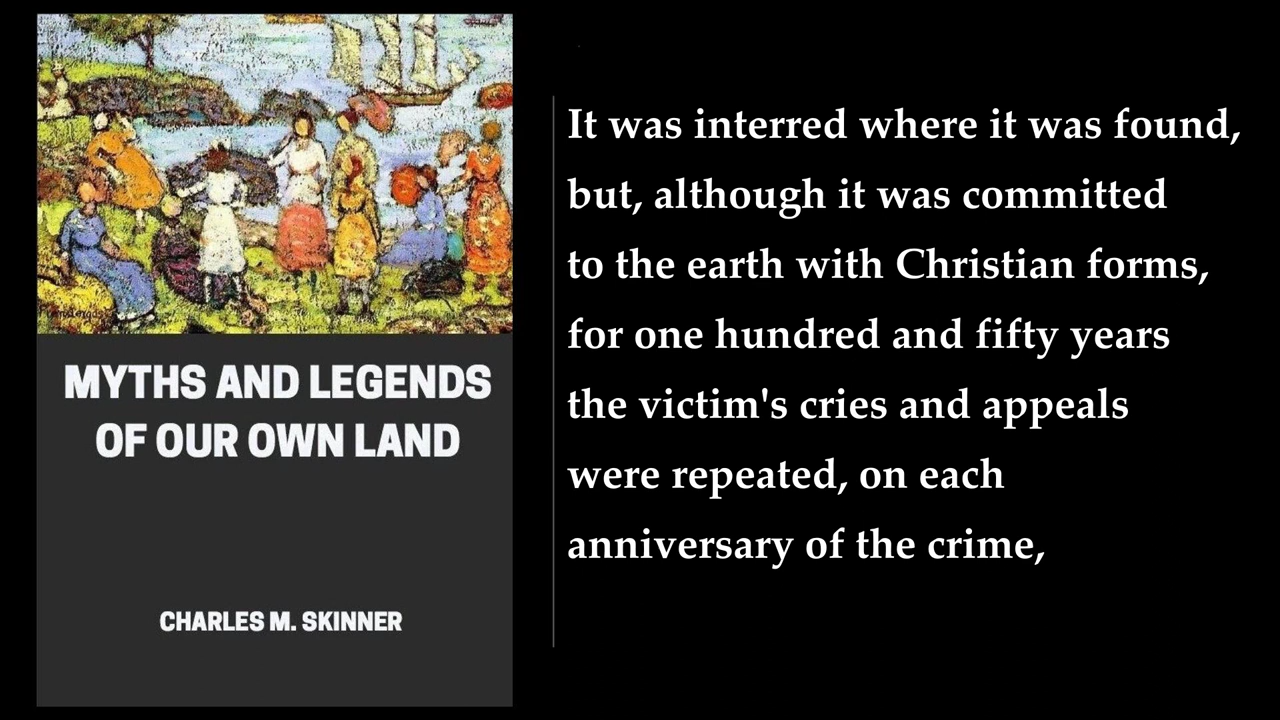 MYTHS AND LEGENDS
OF OUR OWN LAND
CHARLES M. SKINNER
It was interred where it was found,
but, although it was committed
to the earth with Christian forms,
for one hundred and fifty years
the victim's cries and appeals
were repeated, on each
anniversary of the crime,